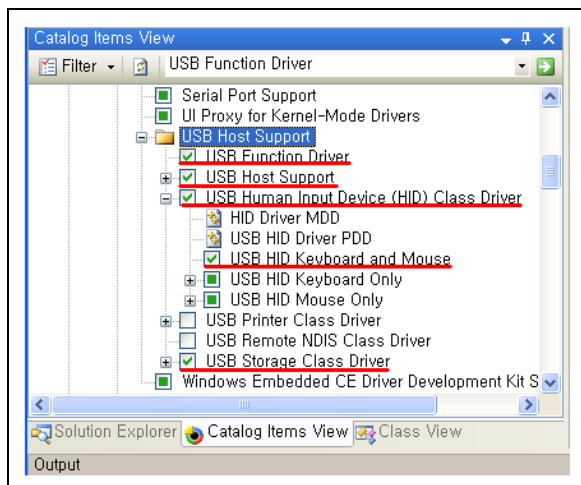 Catalog Items View
Filter
USB Function Driver
Serial Port Support
UI Proxy for Kernel-Mode Drivers
USB Host Support
USB Function Driver
USB Host Support
USB Human Input Device (HID) Class Driver
HID Driver MDD
USB HID Driver PDD
USB HID Keyboard and Mouse
USB HID Keyboard Only
USB HID Mouse Only
USB Printer Class Driver
USB Remote NDIS Class Driver
USB Storage Class Driver
Windows Embedded CE Driver Development Kit S
Solution Explorer Catalog Items View Class View
Output